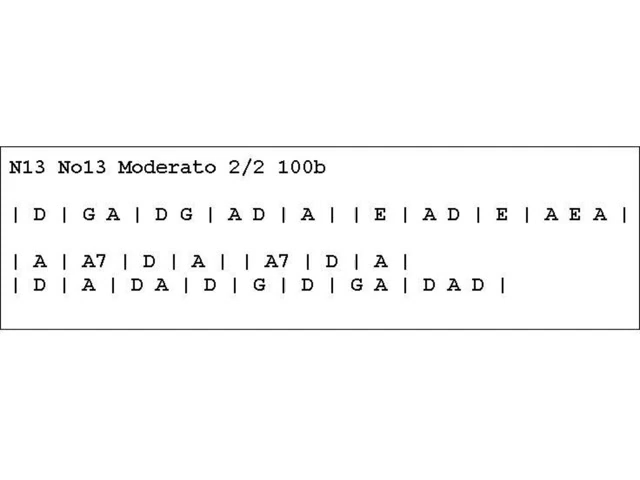 N13 No13 Moderato 2/2 100b
| D | G A | D G | A D | A | | E | A D | E | A E A |
| A | A7 | D | A | | A7 | D | A |
| D | A | D A | D | G | D | G A | D A D |